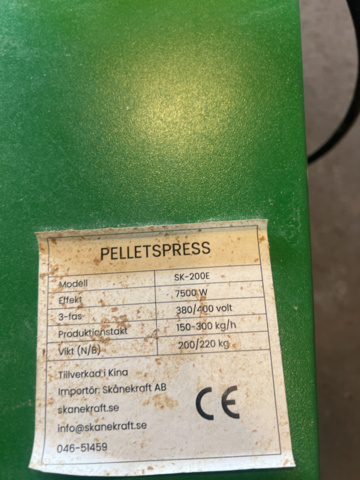 PELLETSPRESS
Modell SK-200E
Effekt 7500 W
3-fas 380/400 volt
Produktionstakt 150-300 kg/h
Vikt (N/B) 200/220 kg
Tillverkad i Kina
Importör: Skånekraft AB
skanekraft.se
info@skanekraft.se
046-51459
CE